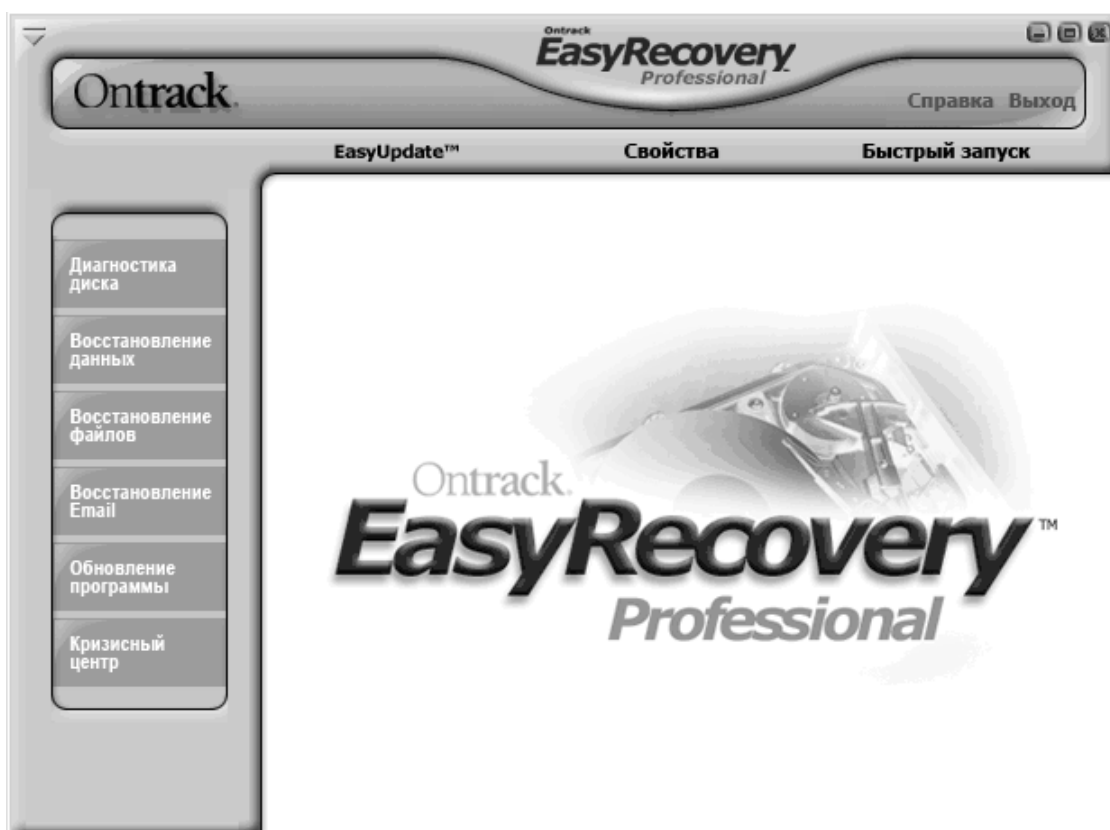 Ontrack
EasyRecovery
Professional
Ontrack.
Справка Выход
EasyUpdate™ Свойства Быстрый запуск
Диагностика
диска
Восстановление
данных
Восстановление
файлов
Восстановление
Email
Обновление
программы
Кризисный
центр
Ontrack.
EasyRecovery™
Professional